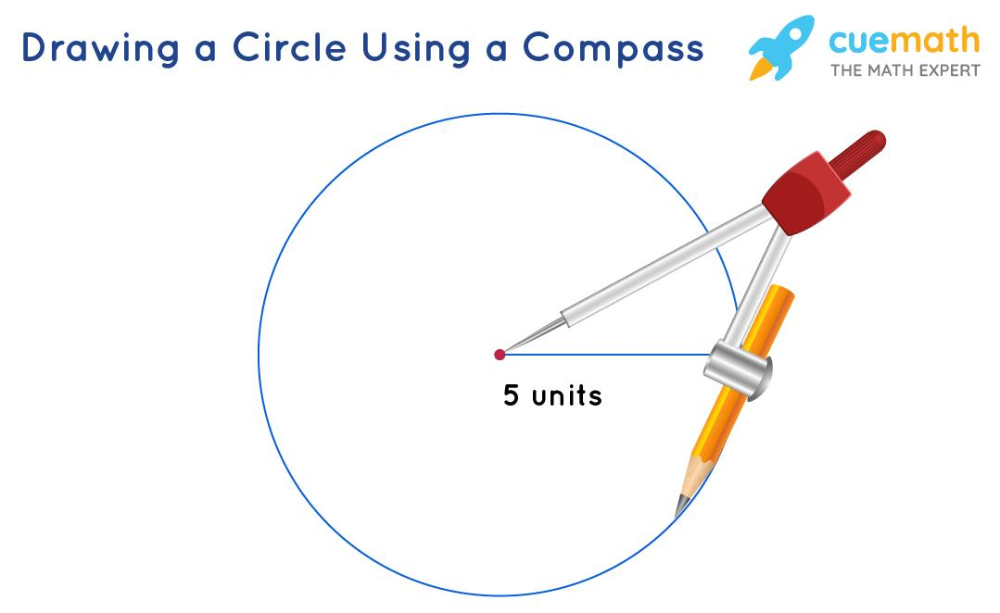 Drawing a Circle Using a Compass
cuemath
THE MATH EXPERT
5 units